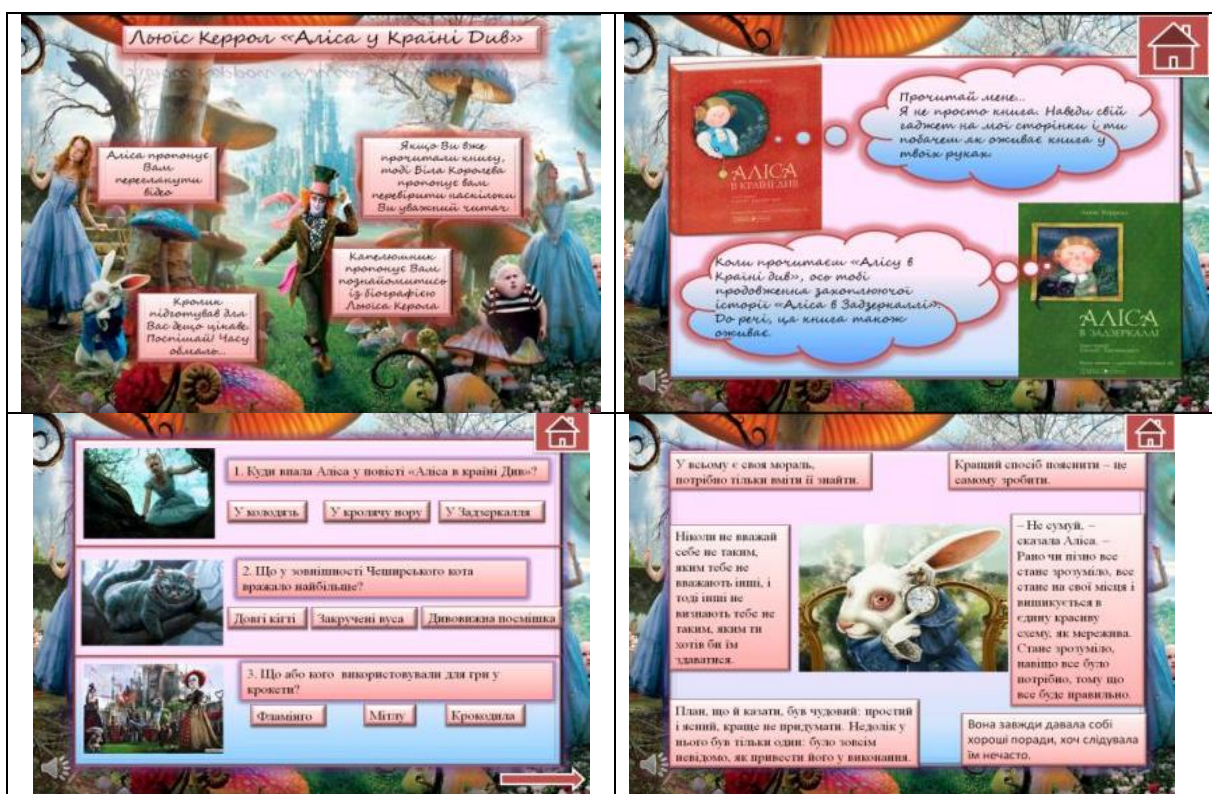 Льюїс Керрол «Аліса у Країні Див»
Аліса пропонує
Вам
переглянути
відео
Якщо Ви вже
прочитали книгу,
тоді Біла Королева
пропонує вам
перевірити наскільки
Ви уважний читач
Капелюшник
пропонує Вам
познайомитись
із біографією
Льюіса Керола
Кролик
підготував для
Вас дещо цікаве.
Поспішай! Часу
обмаль...
Прочитай мене...
Я не просто книга. Наведи свій
гаджет на мої сторінки і ти
побачеш як оживає книга у
твоїх руках.
АЛІСА
В КРАЇНІ ДИВ
Коли прочитаєш «Алісу в
Країні див», ось тобі
продовження захоплюючої
історії «Аліса в Задзеркаллі».
До речі, ця книга також
оживає.
АЛІСА
В ЗАДЗЕРКАЛЛІ
1. Куди впала Аліса у повісті «Аліса в країні Див»?
У колодязь
У кролячу нору
У Задзеркалля
2. Що у зовнішності Чеширського кота
вражало найбільше?
Довгі кігті
Закручені вуса
Дивовижна посмішка
3. Що або кого використовували для гри у
крокети?
Фламінго
Мітлу
Крокодила
У всьому є своя мораль,
потрібно тільки вміти її знайти.
Кращий спосіб пояснити – це
самому зробити.
Ніколи не вважай
себе не таким,
яким тебе не
вважають інші, і
тоді інші не
визнають тебе не
таким, яким ти
хотів би їм
здаватися.
– Не сумуй, –
сказала Аліса. –
Рано чи пізно все
стане зрозуміло, все
стане на свої місця і
вишикується в
єдину красиву
схему, як мережива.
Стане зрозуміло,
навіщо все було
потрібно, тому що
все буде правильно.
План, що й казати, був чудовий: простий
і ясний, краще не придумати. Недолік у
нього був тільки один: було зовсім
невідомо, як привести його у виконання.
Вона завжди давала собі
хороші поради, хоч слідувала
їм нечасто.